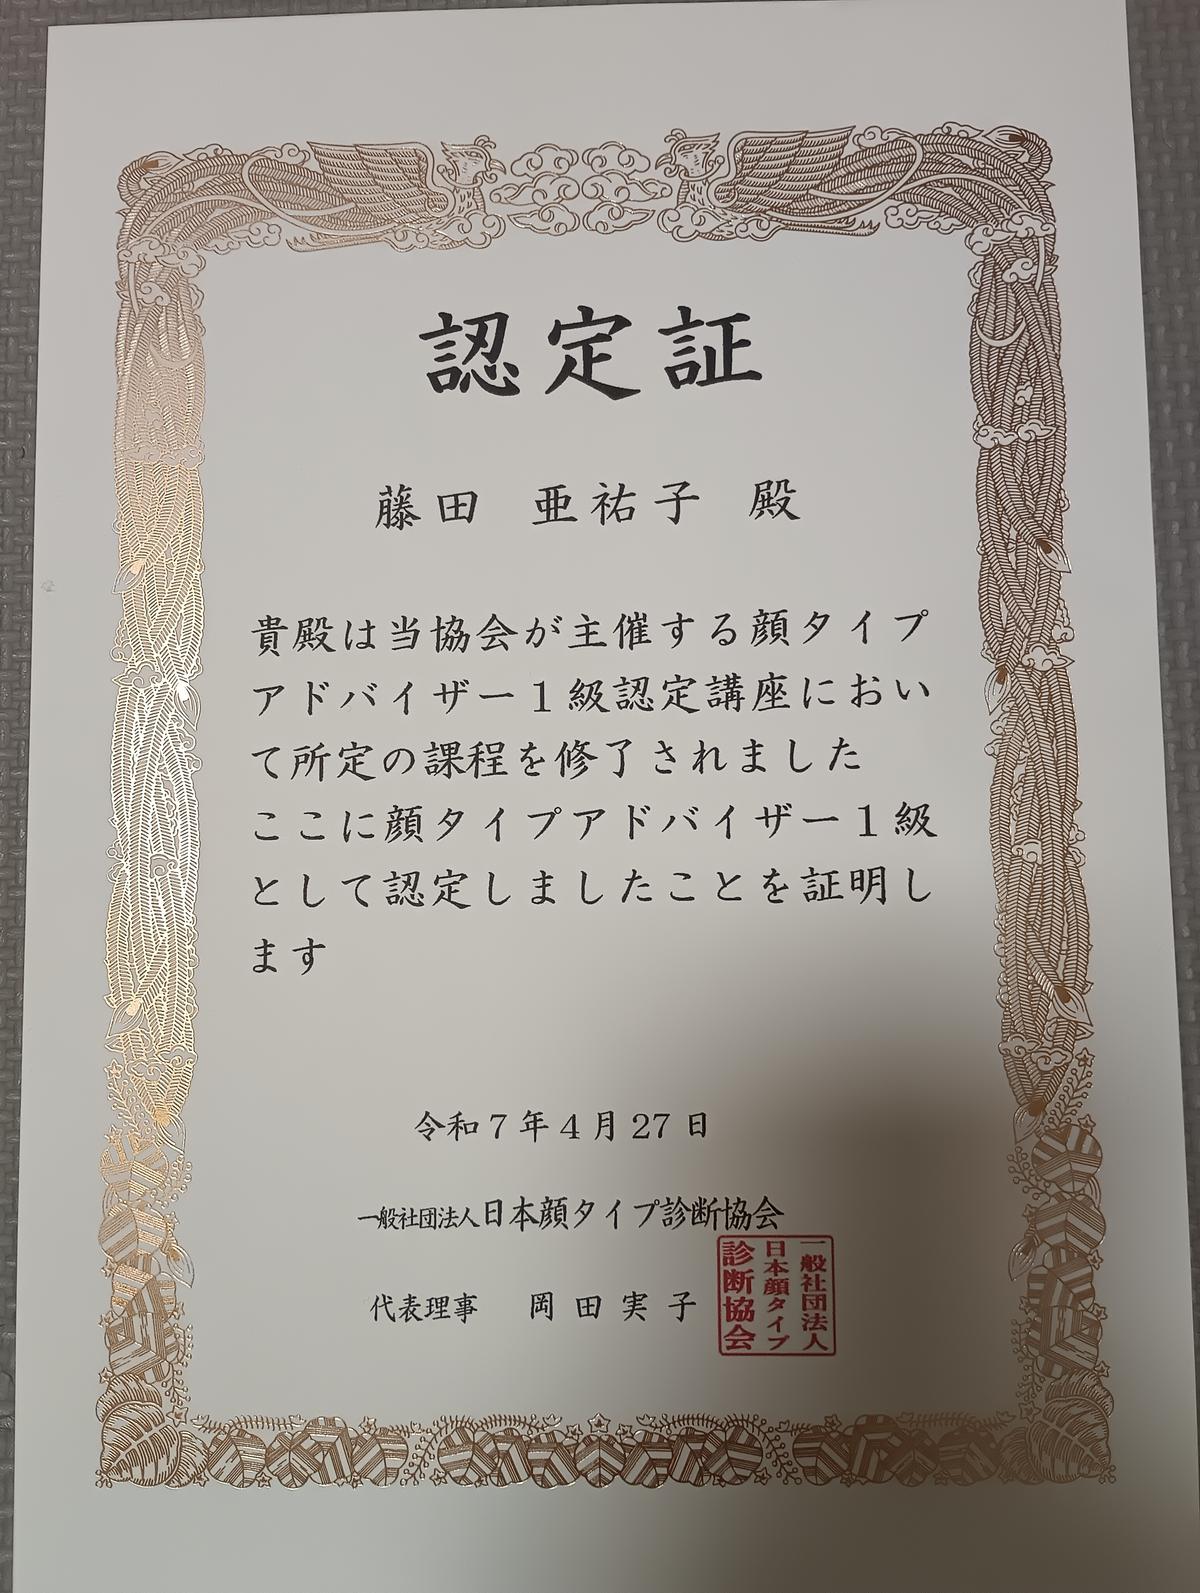 認定証
藤田 亜祐子 殿
貴殿は当協会が主催する顔タイプ
アドバイザー1級認定講座におい
て所定の課程を修了されました
ここに顔タイプアドバイザー1級
として認定しましたことを証明し
ます
令和7年4月27日
一般社団法人日本顔タイプ診断協会
代表理事 岡田実子
一般社団法人
日本顔タイプ
診断協会